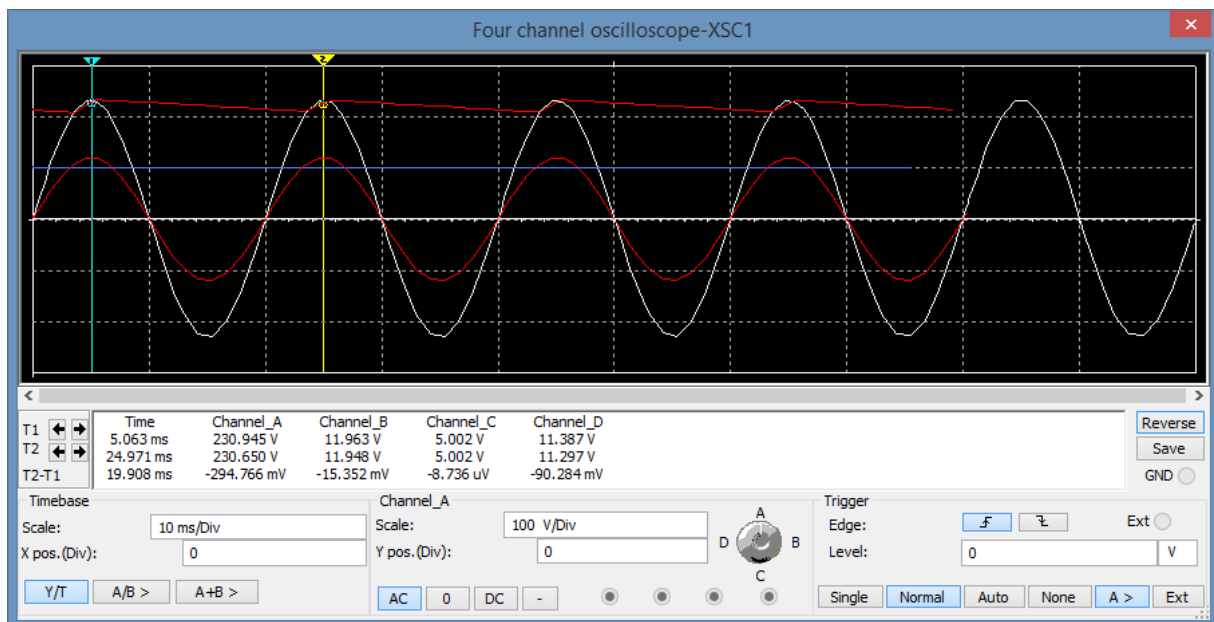 Four channel oscilloscope-XSC1
×
1 2
< >
Time Channel_A Channel_B Channel_C Channel_D
T1 5.063 ms 230.945 V 11.963 V 5.002 V 11.387 V
T2 24.971 ms 230.650 V 11.948 V 5.002 V 11.297 V
T2-T1 19.908 ms -294.766 mV -15.352 mV -8.736 uV -90.284 mV
Reverse
Save
GND
Timebase
Scale: 10 ms/Div
X pos.(Div): 0
Y/T A/B > A+B >
Channel_A
Scale: 100 V/Div
Y pos.(Div): 0
AC 0 DC -
A
D B
C
Trigger
Edge: Ext
Level: 0 V
Single Normal Auto None A > Ext